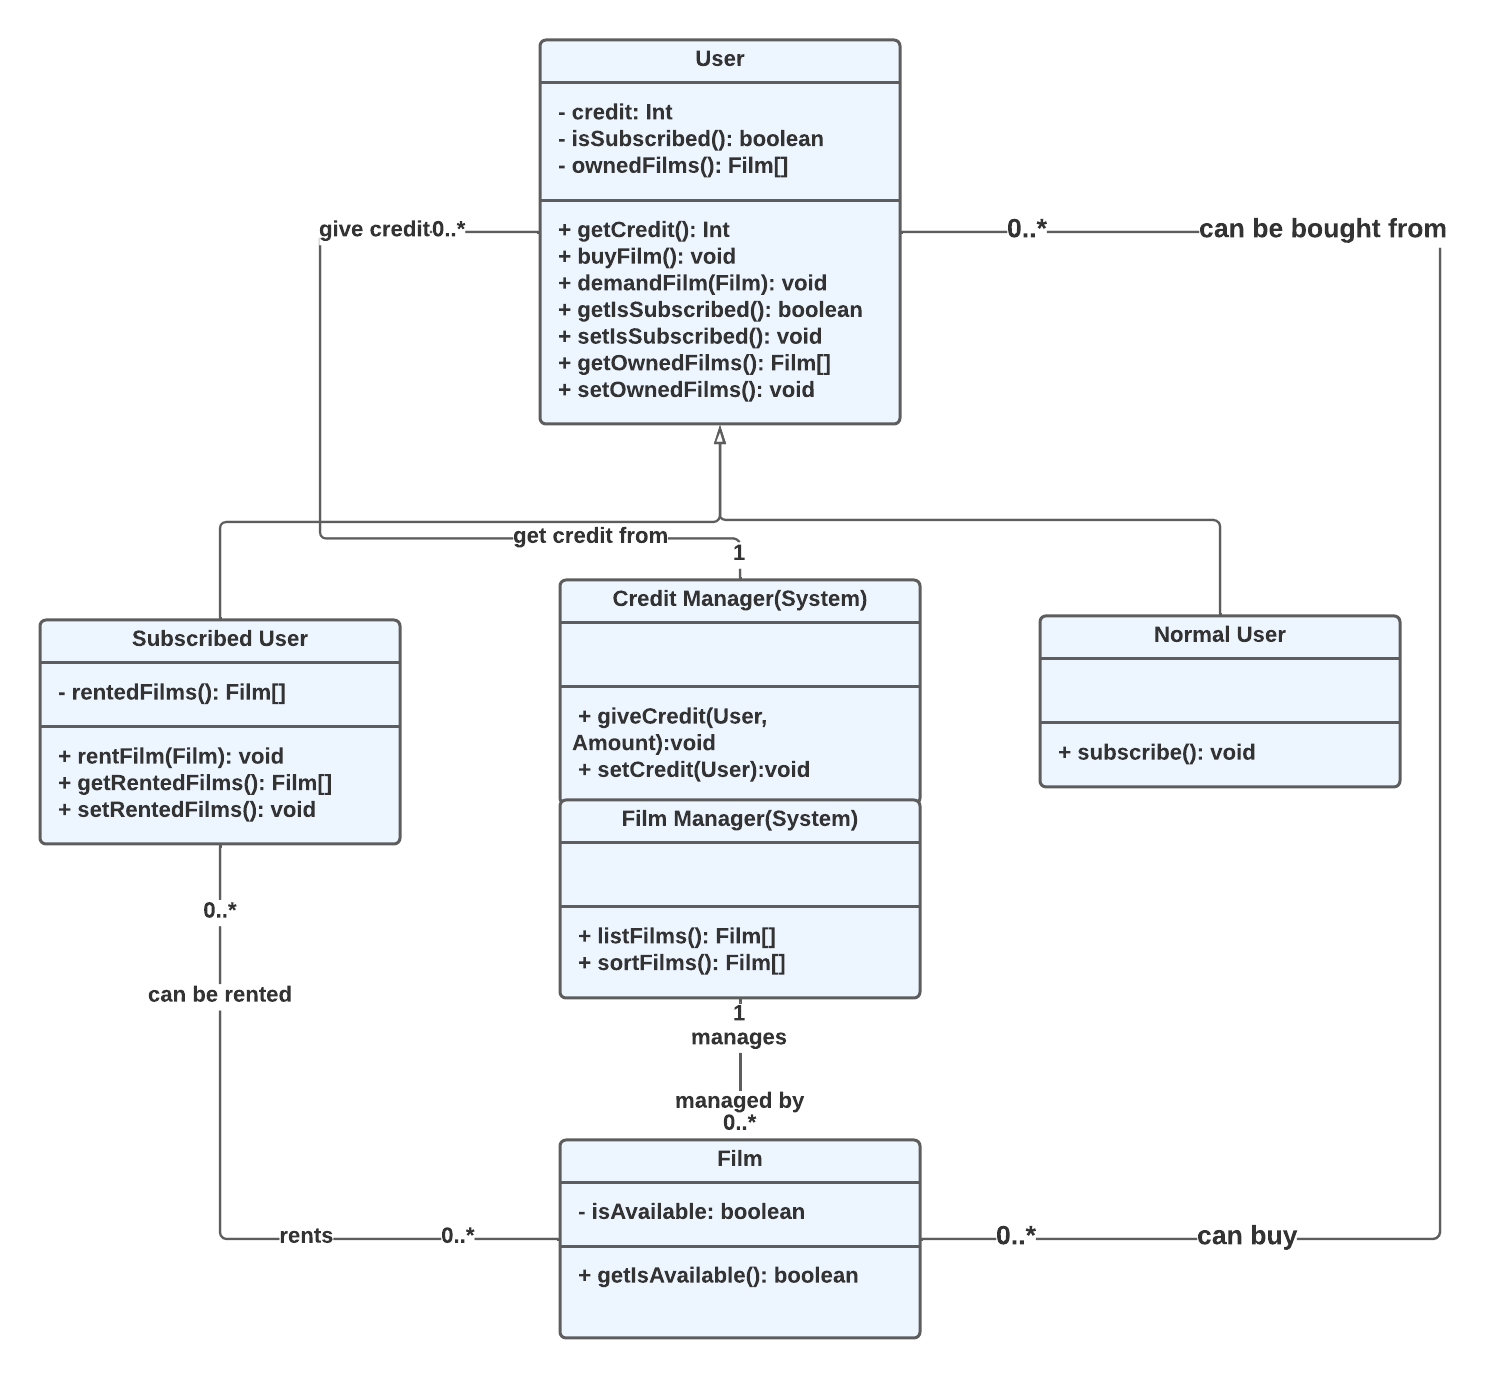 User
- credit: Int
- isSubscribed(): boolean
- ownedFilms(): Film[]
+ getCredit(): Int
+ buyFilm(): void
+ demandFilm(Film): void
+ getIsSubscribed(): boolean
+ setIsSubscribed(): void
+ getOwnedFilms(): Film[]
+ setOwnedFilms(): void
give credit
0..*
0..*
can be bought from
get credit from
1
Subscribed User
- rentedFilms(): Film[]
+ rentFilm(Film): void
+ getRentedFilms(): Film[]
+ setRentedFilms(): void
Credit Manager(System)
+ giveCredit(User,
Amount):void
+ setCredit(User):void
Normal User
+ subscribe(): void
Film Manager(System)
+ listFilms(): Film[]
+ sortFilms(): Film[]
0..*
can be rented
1
manages
managed by
0..*
Film
- isAvailable: boolean
+ getIsAvailable(): boolean
rents
0..*
0..*
can buy